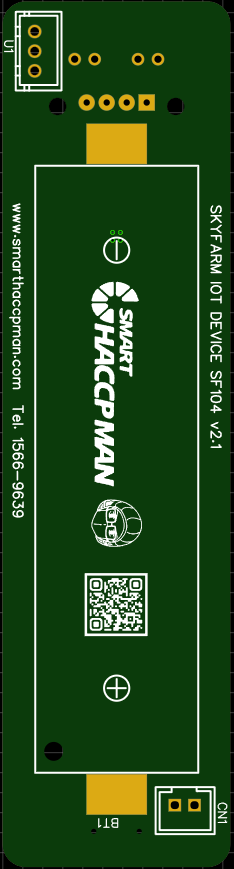 U1
SKYFARM IOT DEVICE SF104 v2.1
SMART
HACCP MAN
www.smarthaccpman.com Tel. 1566-9639
BT1
CN1